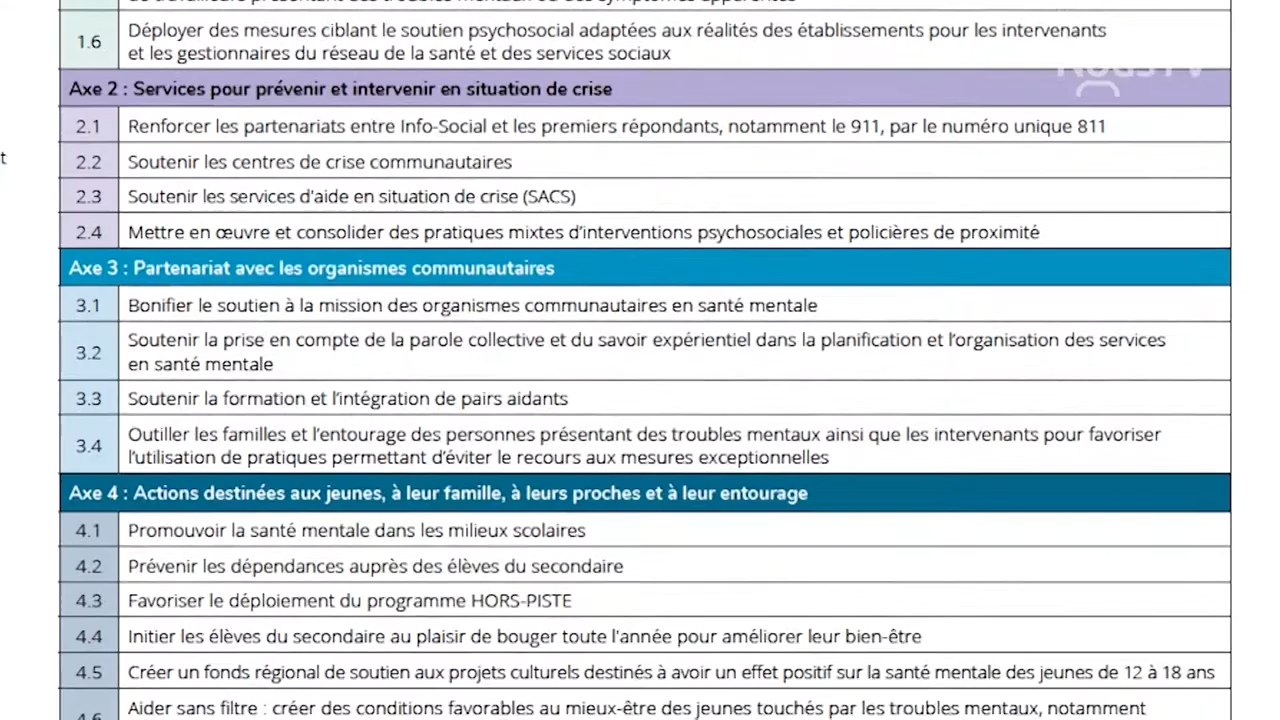 1.6 Déployer des mesures ciblant le soutien psychosocial adaptées aux réalités des établissements pour les intervenants
et les gestionnaires du réseau de la santé et des services sociaux
Axe 2 : Services pour prévenir et intervenir en situation de crise
2.1 Renforcer les partenariats entre Info-Social et les premiers répondants, notamment le 911, par le numéro unique 811
t
2.2 Soutenir les centres de crise communautaires
2.3 Soutenir les services d'aide en situation de crise (SACS)
2.4 Mettre en œuvre et consolider des pratiques mixtes d'interventions psychosociales et policières de proximité
Axe 3 : Partenariat avec les organismes communautaires
3.1 Bonifier le soutien à la mission des organismes communautaires en santé mentale
3.2 Soutenir la prise en compte de la parole collective et du savoir expérientiel dans la planification et l'organisation des services
en santé mentale
3.3 Soutenir la formation et l'intégration de pairs aidants
3.4 Outiller les familles et l'entourage des personnes présentant des troubles mentaux ainsi que les intervenants pour favoriser
l'utilisation de pratiques permettant d'éviter le recours aux mesures exceptionnelles
Axe 4 : Actions destinées aux jeunes, à leur famille, à leurs proches et à leur entourage
4.1 Promouvoir la santé mentale dans les milieux scolaires
4.2 Prévenir les dépendances auprès des élèves du secondaire
4.3 Favoriser le déploiement du programme HORS-PISTE
4.4 Initier les élèves du secondaire au plaisir de bouger toute l'année pour améliorer leur bien-être
4.5 Créer un fonds régional de soutien aux projets culturels destinés à avoir un effet positif sur la santé mentale des jeunes de 12 à 18 ans
4.6 Aider sans filtre : créer des conditions favorables au mieux-être des jeunes touchés par les troubles mentaux, notamment